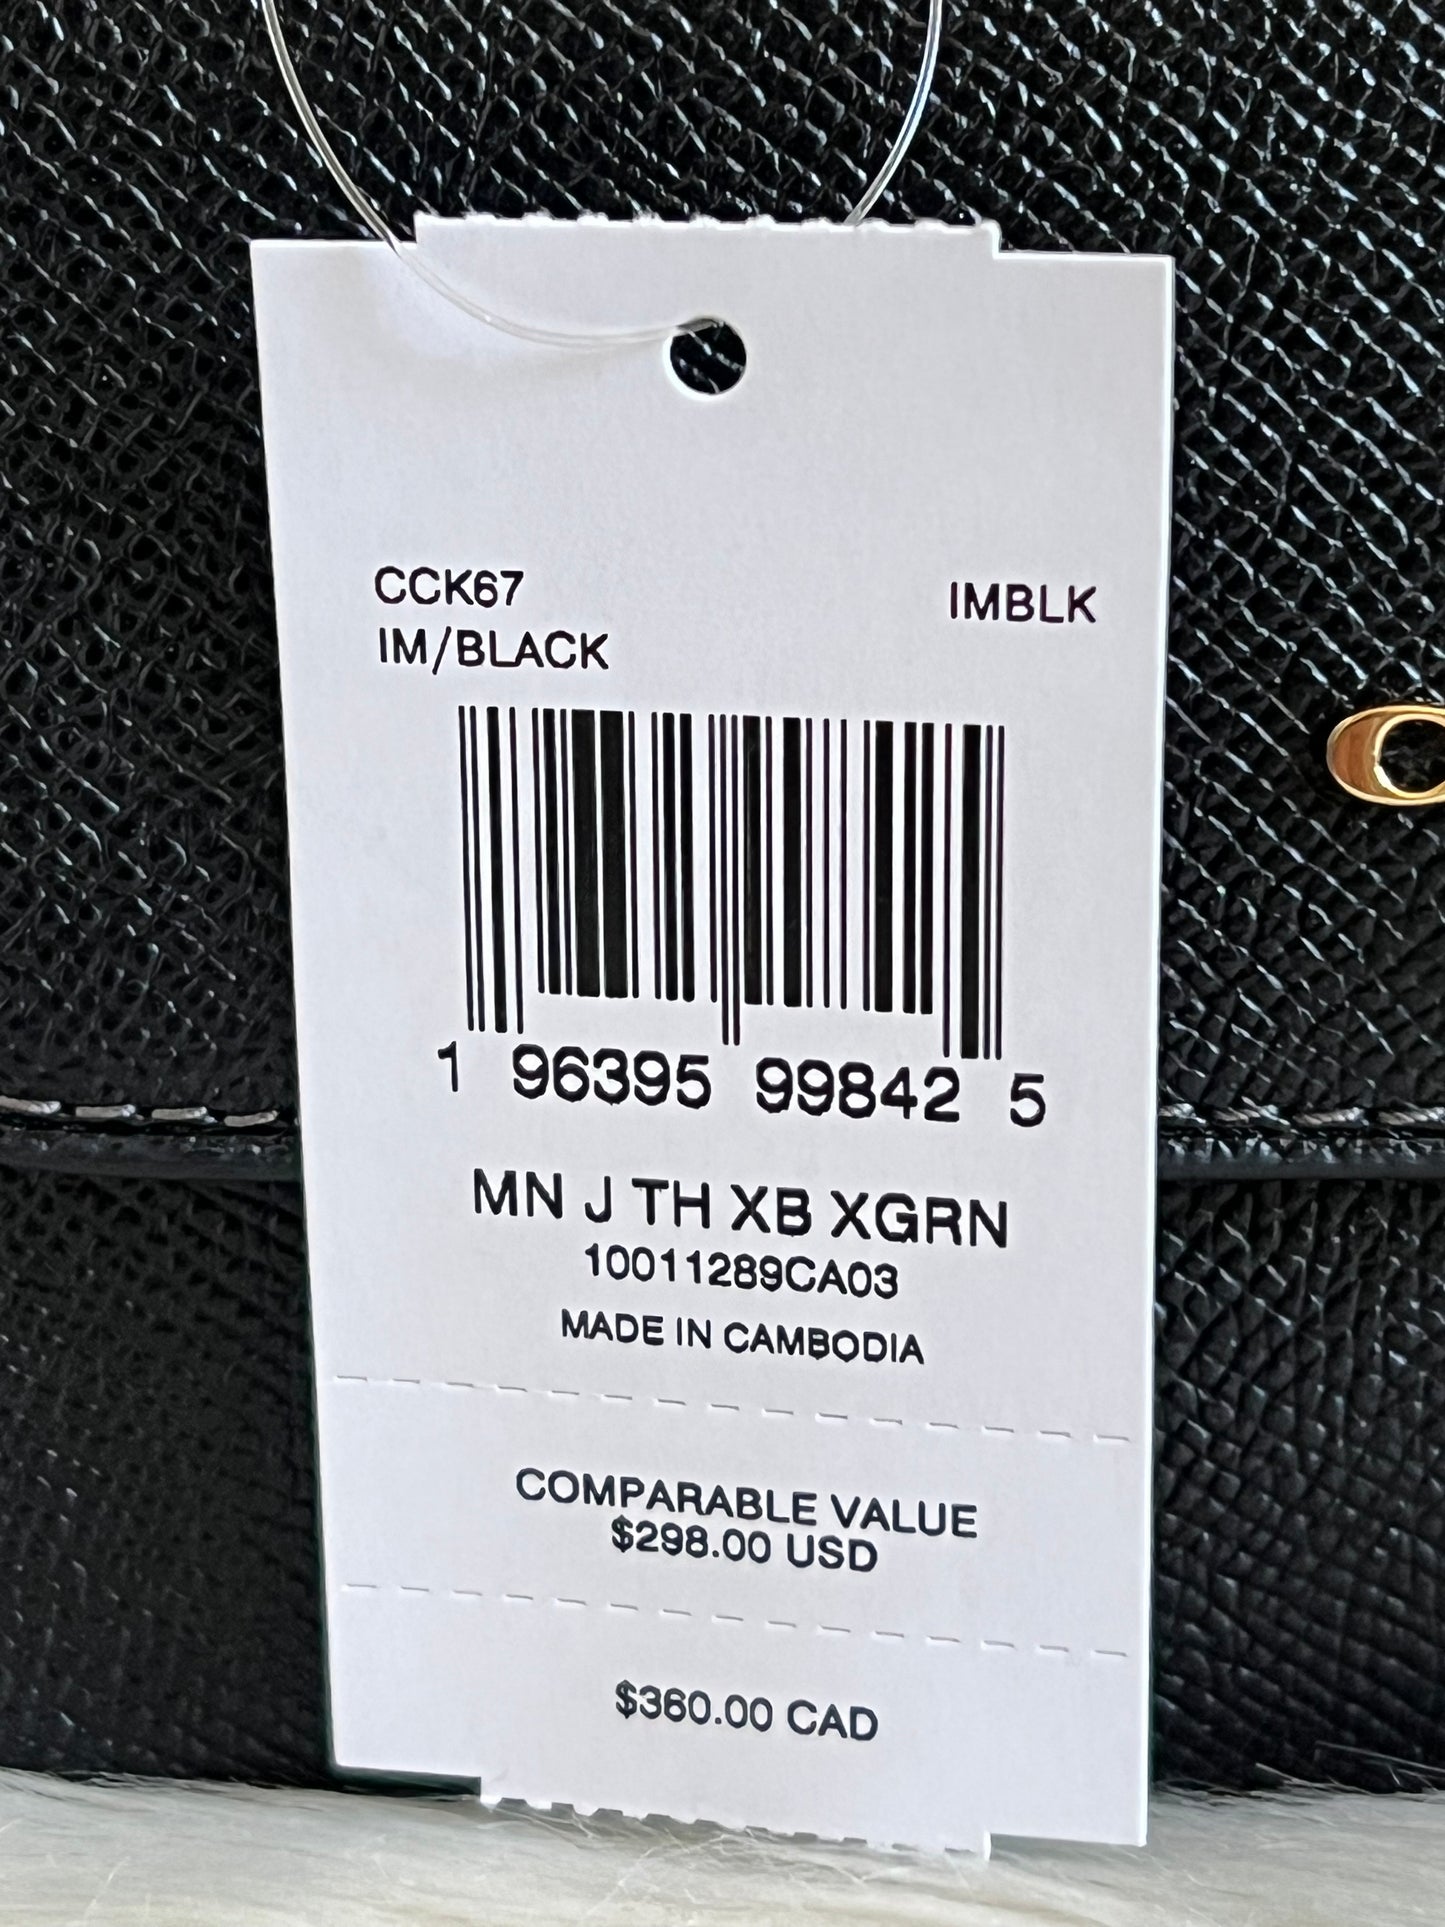 CCK67 IMBLK
IM/BLACK
1 96395 99842 5
MN J TH XB XGRN
10011289CA03
MADE IN CAMBODIA
COMPARABLE VALUE
$298.00 USD
$360.00 CAD